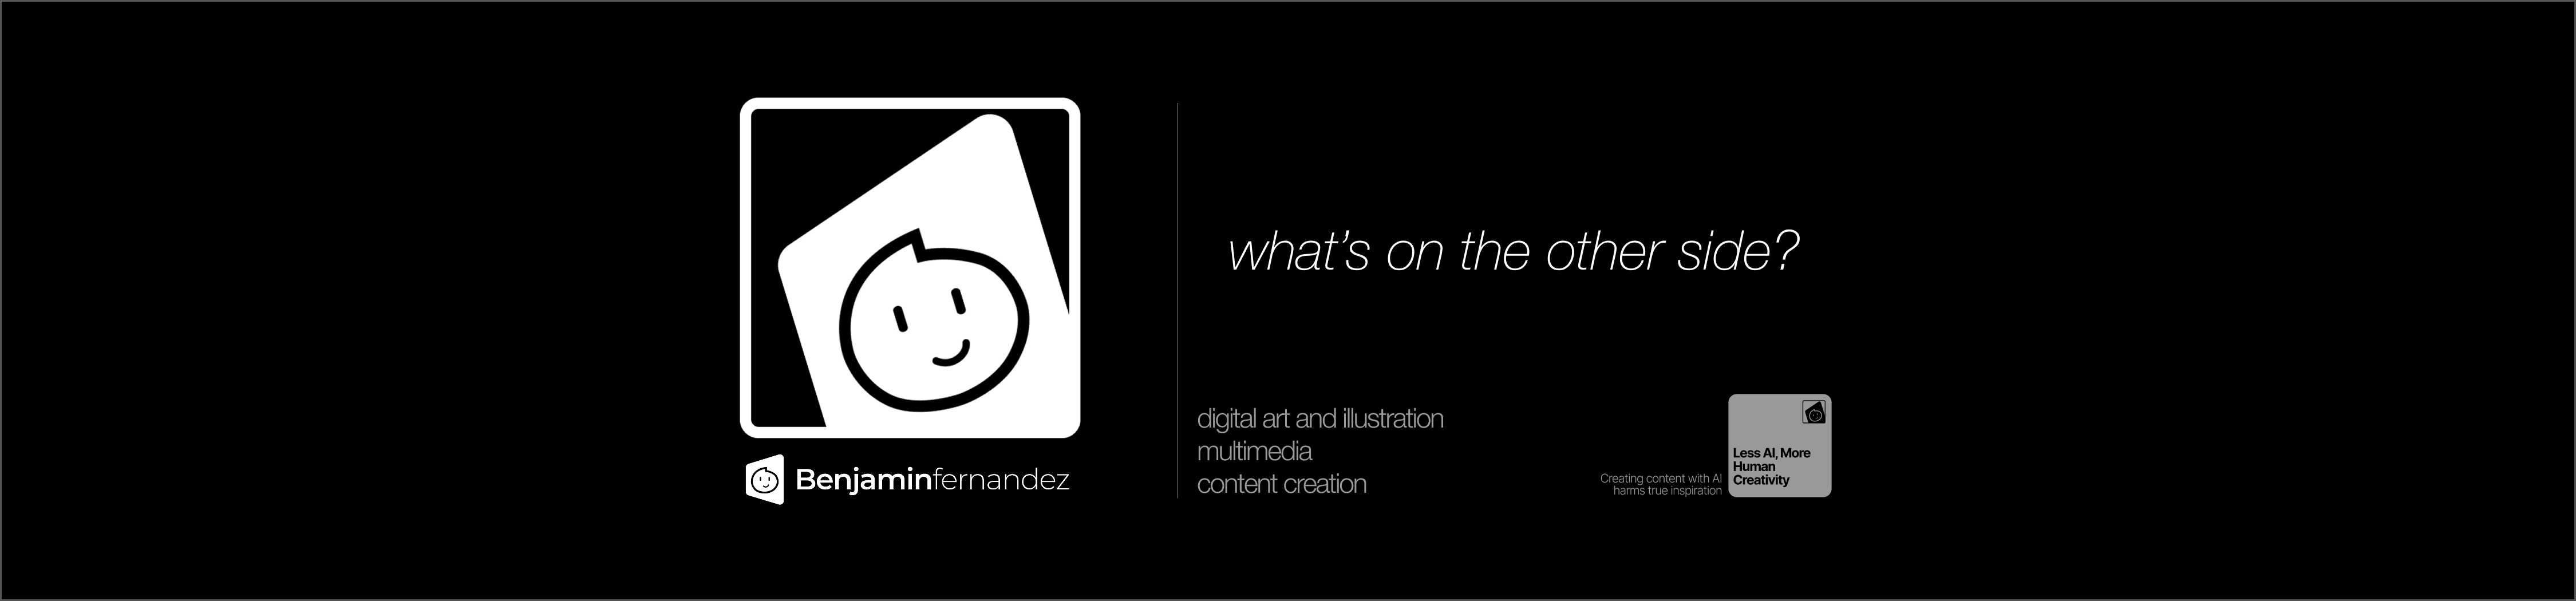 Benjaminfernandez
what's on the other side?
digital art and illustration
multimedia
content creation
Creating content with AI
harms true inspiration
Less AI, More
Human
Creativity